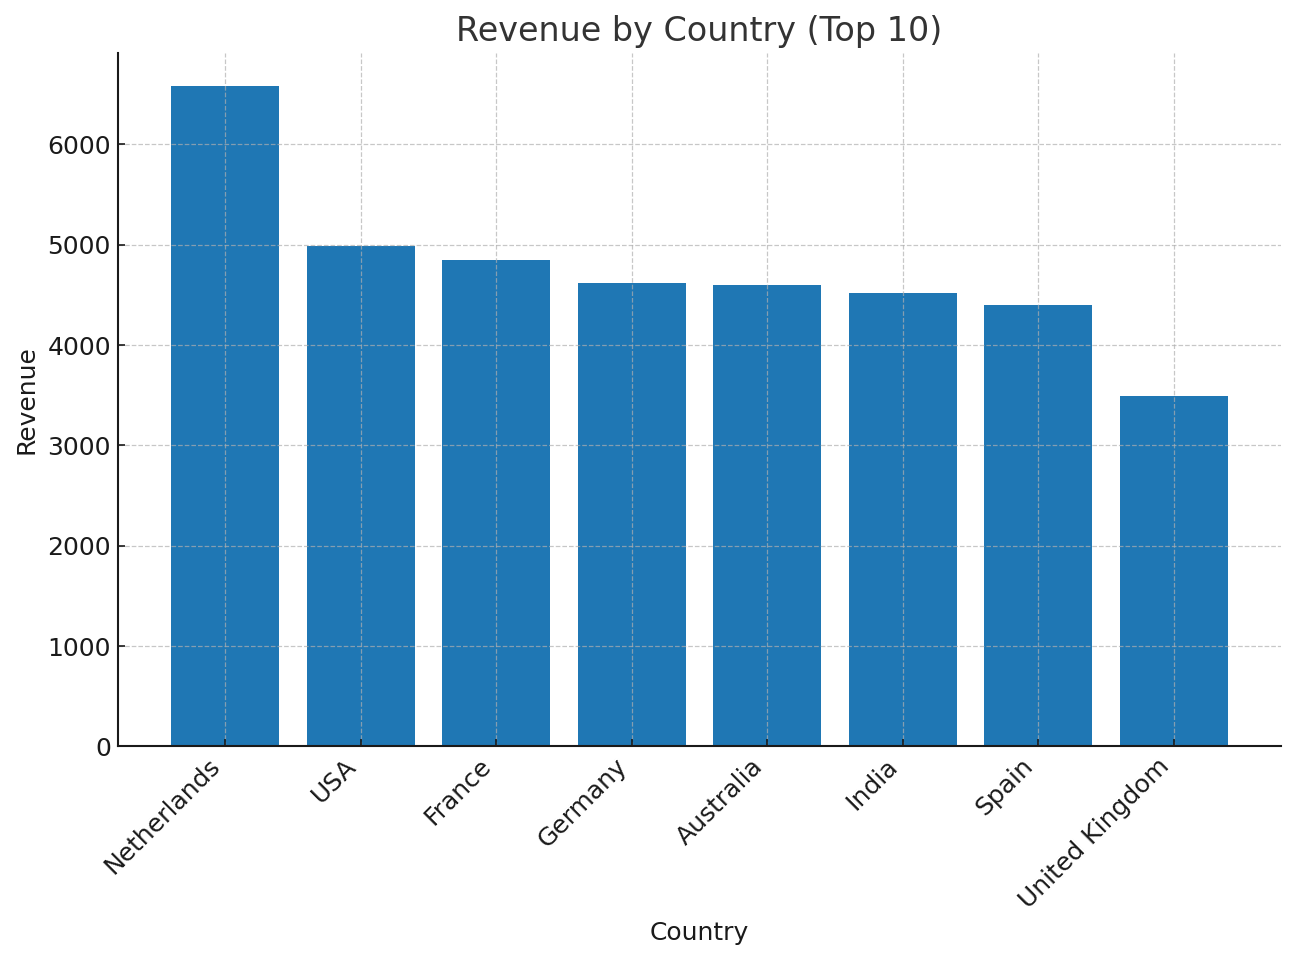 Revenue by Country (Top 10)
6000
5000
4000
3000
2000
1000
0
Revenue
Netherlands
USA
France
Germany
Australia
India
Spain
United Kingdom
Country